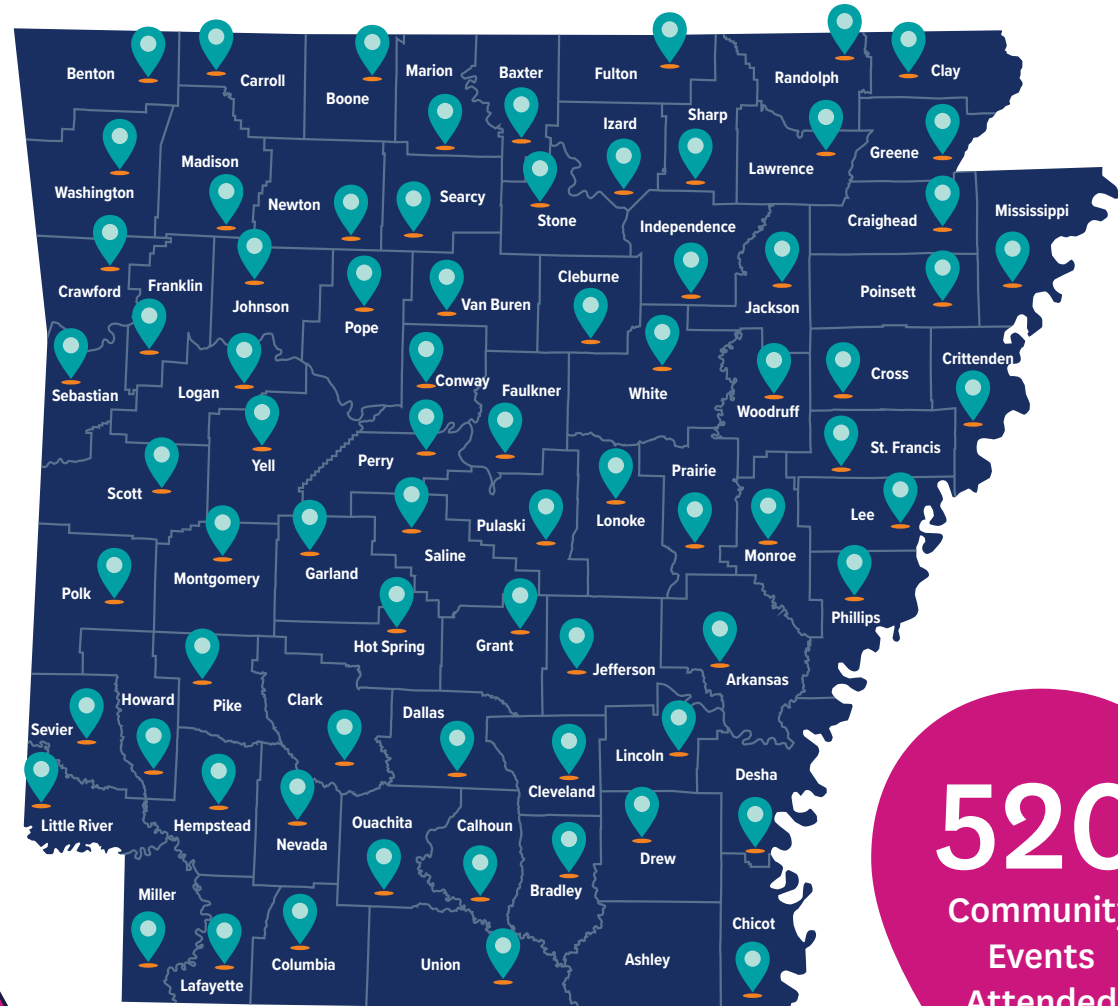 Benton
Carroll
Boone
Marion
Baxter
Fulton
Randolph
Clay
Sharp
Izard
Greene
Lawrence
Madison
Washington
Newton
Searcy
Stone
Independence
Craighead
Mississippi
Crawford
Franklin
Johnson
Pope
Van Buren
Cleburne
Jackson
Poinsett
Sebastian
Logan
Conway
Faulkner
White
Woodruff
Cross
Crittenden
St. Francis
Scott
Yell
Perry
Pulaski
Lonoke
Prairie
Lee
Saline
Monroe
Polk
Montgomery
Garland
Hot Spring
Grant
Jefferson
Phillips
Arkansas
Sevier
Howard
Pike
Clark
Dallas
Lincoln
Cleveland
Desha
Little River
Hempstead
Nevada
Ouachita
Calhoun
Bradley
Drew
Miller
Lafayette
Columbia
Union
Ashley
Chicot
520
Community
Events
Attended